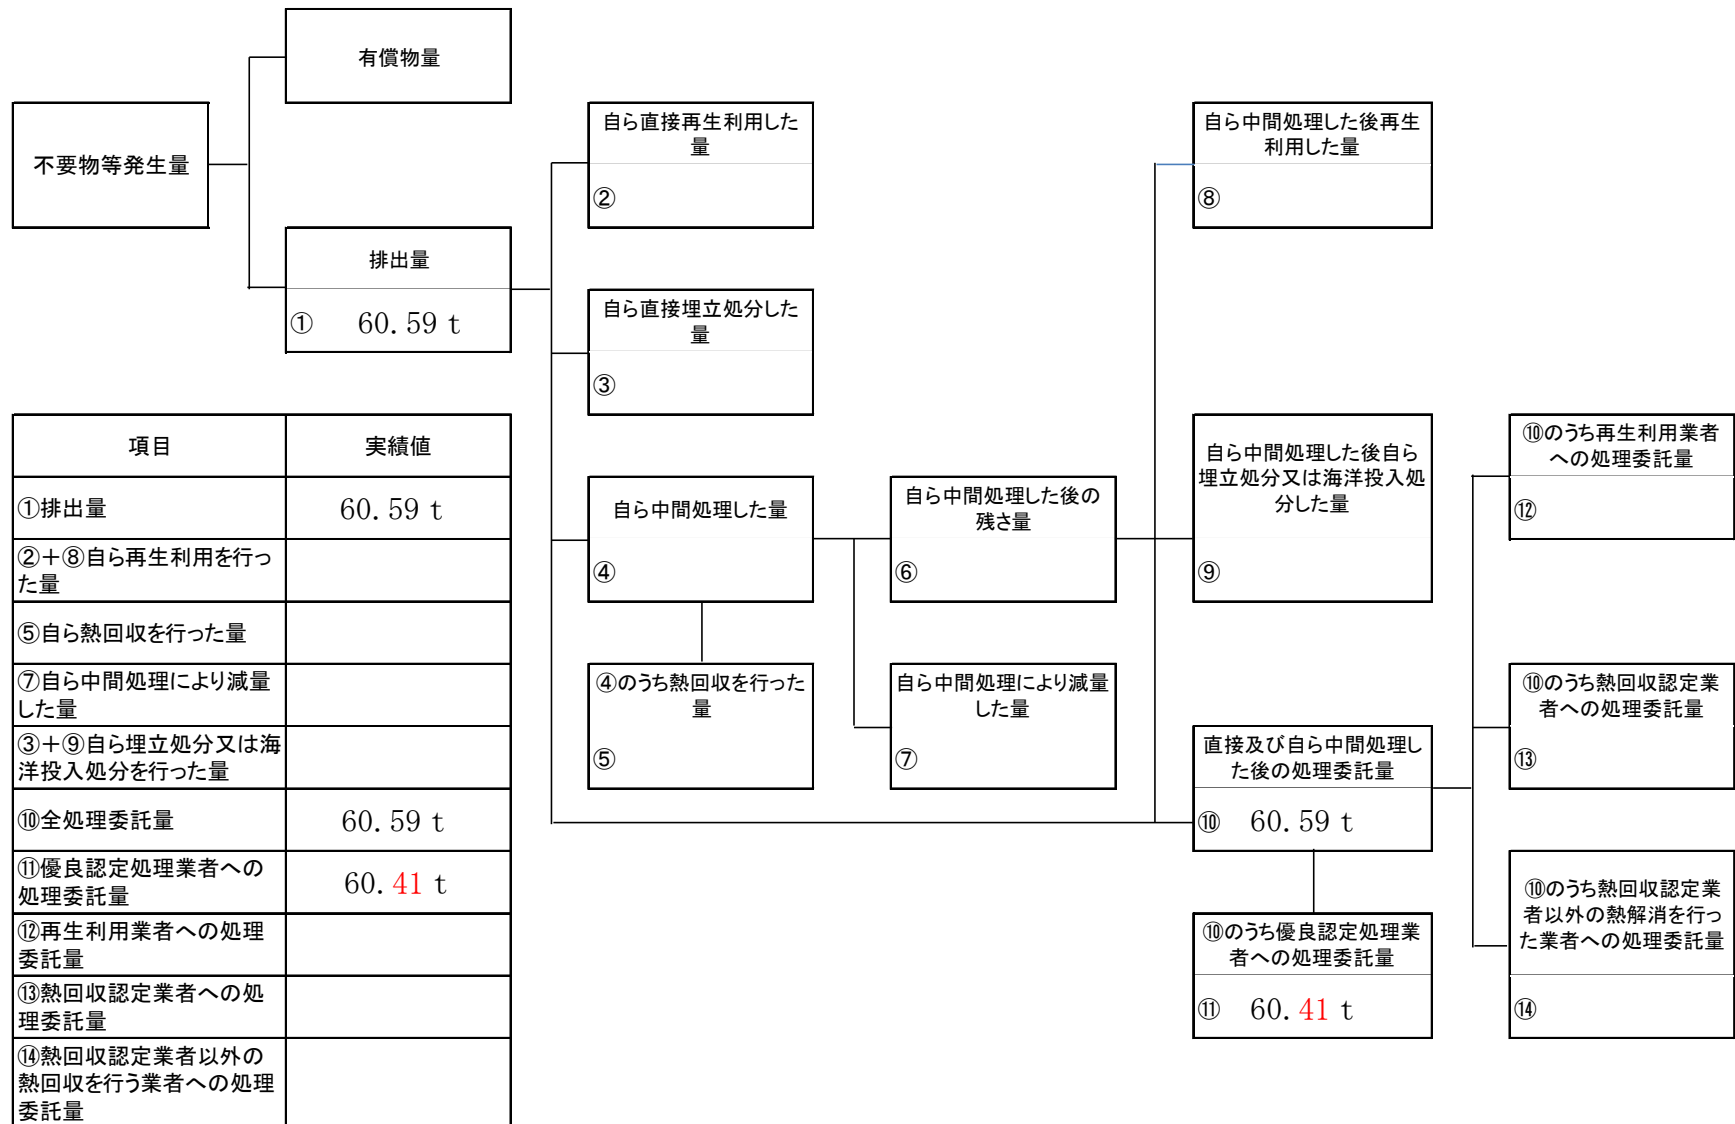 有償物量
不要物等発生量
排出量
① 60.59 t
自ら直接再生利用した
量
②
自ら直接埋立処分した
量
③
自ら中間処理した量
④
④のうち熱回収を行った
量
⑤
自ら中間処理した後の
残さ量
⑥
自ら中間処理により減量
した量
⑦
自ら中間処理した後再生
利用した量
⑧
自ら中間処理した後自ら
埋立処分又は海洋投入処
分した量
⑨
直接及び自ら中間処理し
た後の処理委託量
⑩ 60.59 t
⑩のうち優良認定処理業
者への処理委託量
⑪ 60.41 t
⑩のうち再生利用業者
への処理委託量
⑫
⑩のうち熱回収認定業
者への処理委託量
⑬
⑩のうち熱回収認定業
者以外の熱解消を行っ
た業者への処理委託量
⑭
項目 実績値
①排出量 60.59 t
②＋⑧自ら再生利用を行っ
た量
⑤自ら熱回収を行った量
⑦自ら中間処理により減量
した量
③＋⑨自ら埋立処分又は海
洋投入処分を行った量
⑩全処理委託量 60.59 t
⑪優良認定処理業者への
処理委託量 60.41 t
⑫再生利用業者への処理
委託量
⑬熱回収認定業者への処
理委託量
⑭熱回収認定業者以外の
熱回収を行う業者への処理
委託量